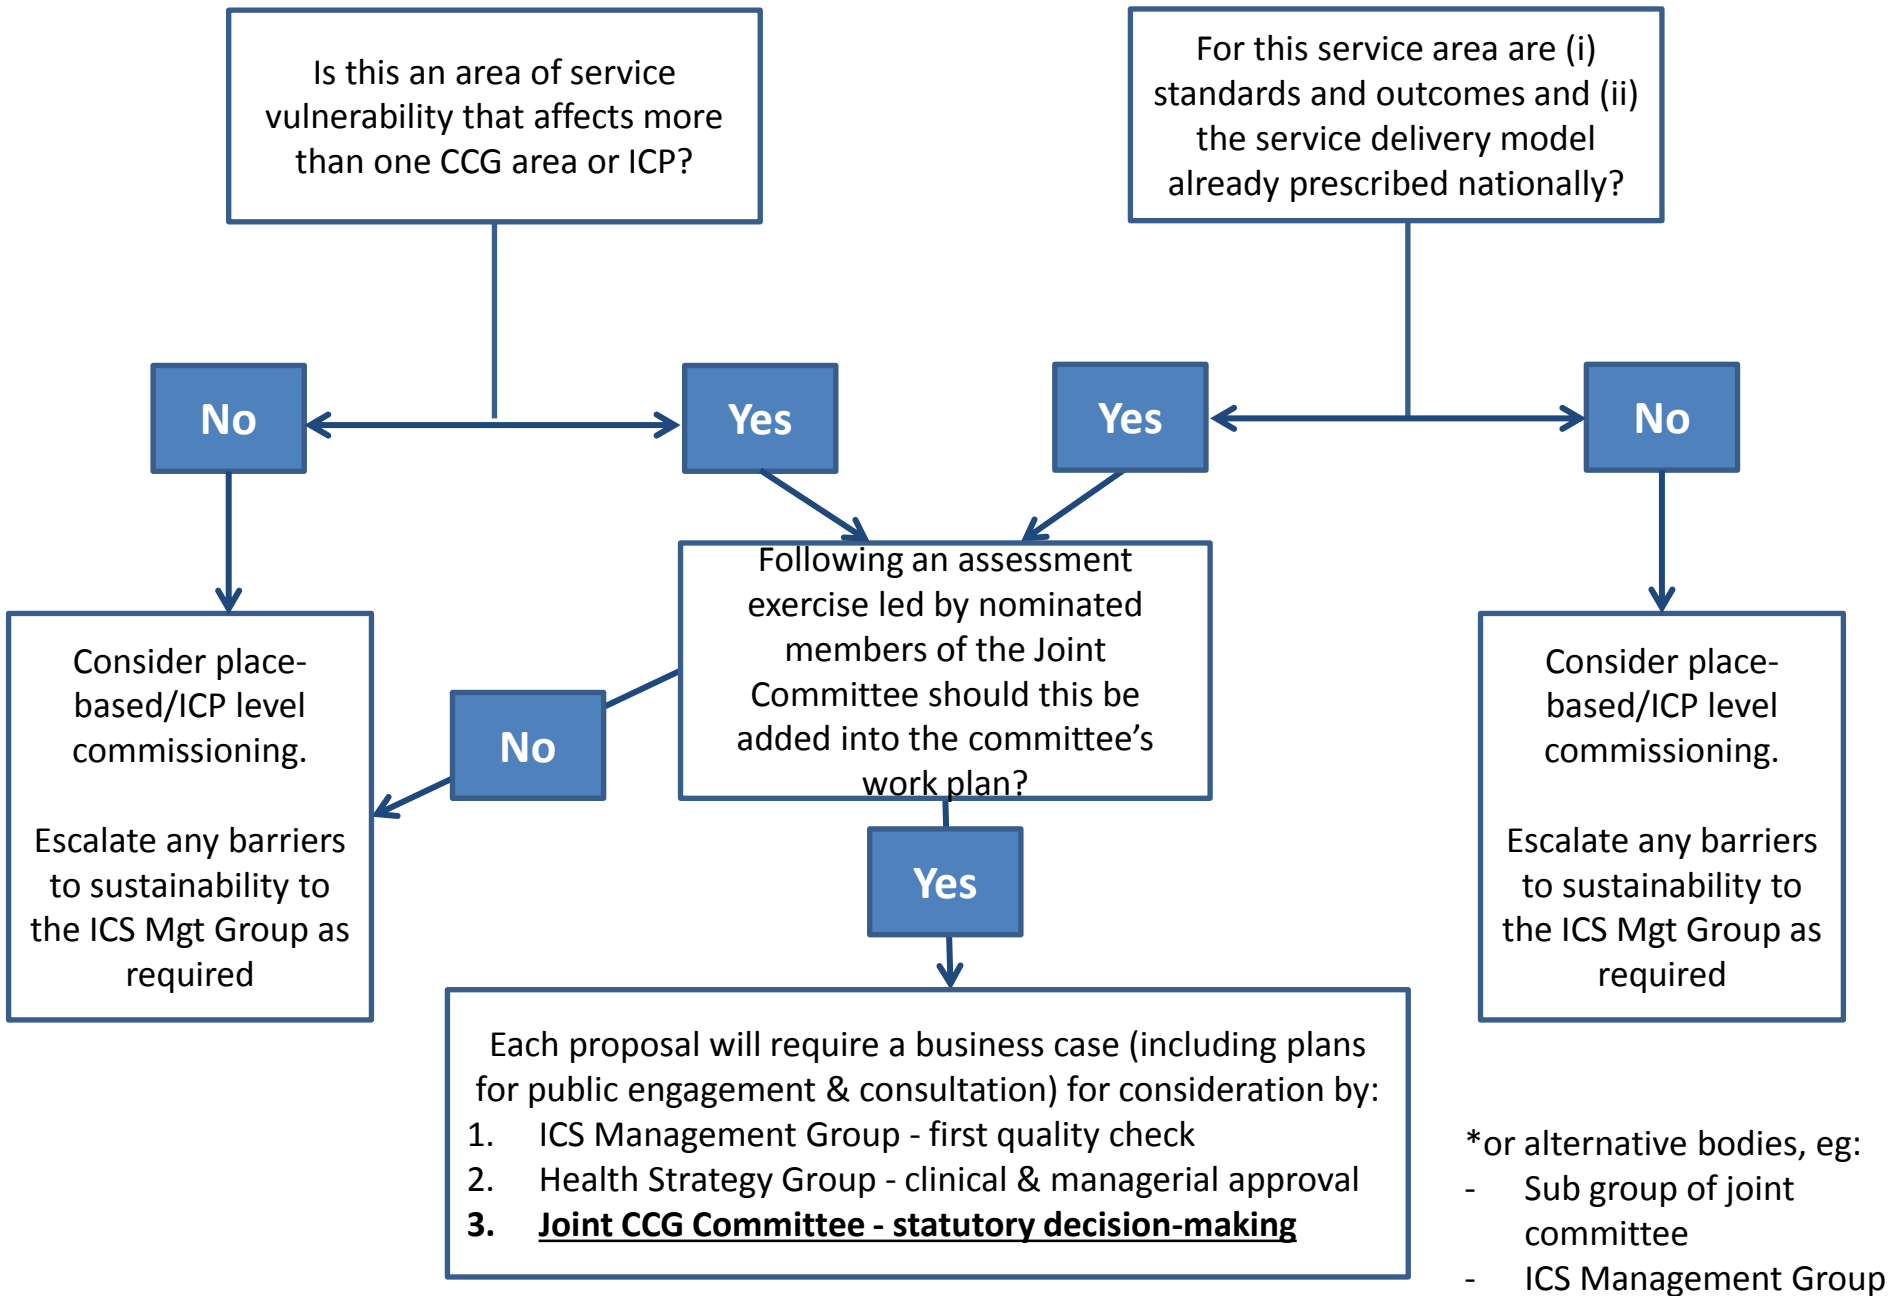 Is this an area of service
vulnerability that affects more
than one CCG area or ICP?
For this service area are (i)
standards and outcomes and (ii)
the service delivery model
already prescribed nationally?
No
Yes
Yes
No
Following an assessment
exercise led by nominated
members of the Joint
Committee should this be
added into the committee’s
work plan?
Consider place-
based/ICP level
commissioning.
Escalate any barriers
to sustainability to
the ICS Mgt Group as
required
No
Consider place-
based/ICP level
commissioning.
Escalate any barriers
to sustainability to
the ICS Mgt Group as
required
Yes
Each proposal will require a business case (including plans
for public engagement & consultation) for consideration by:
1. ICS Management Group - first quality check
2. Health Strategy Group - clinical & managerial approval
3. Joint CCG Committee - statutory decision-making
*or alternative bodies, eg:
- Sub group of joint
committee
- ICS Management Group